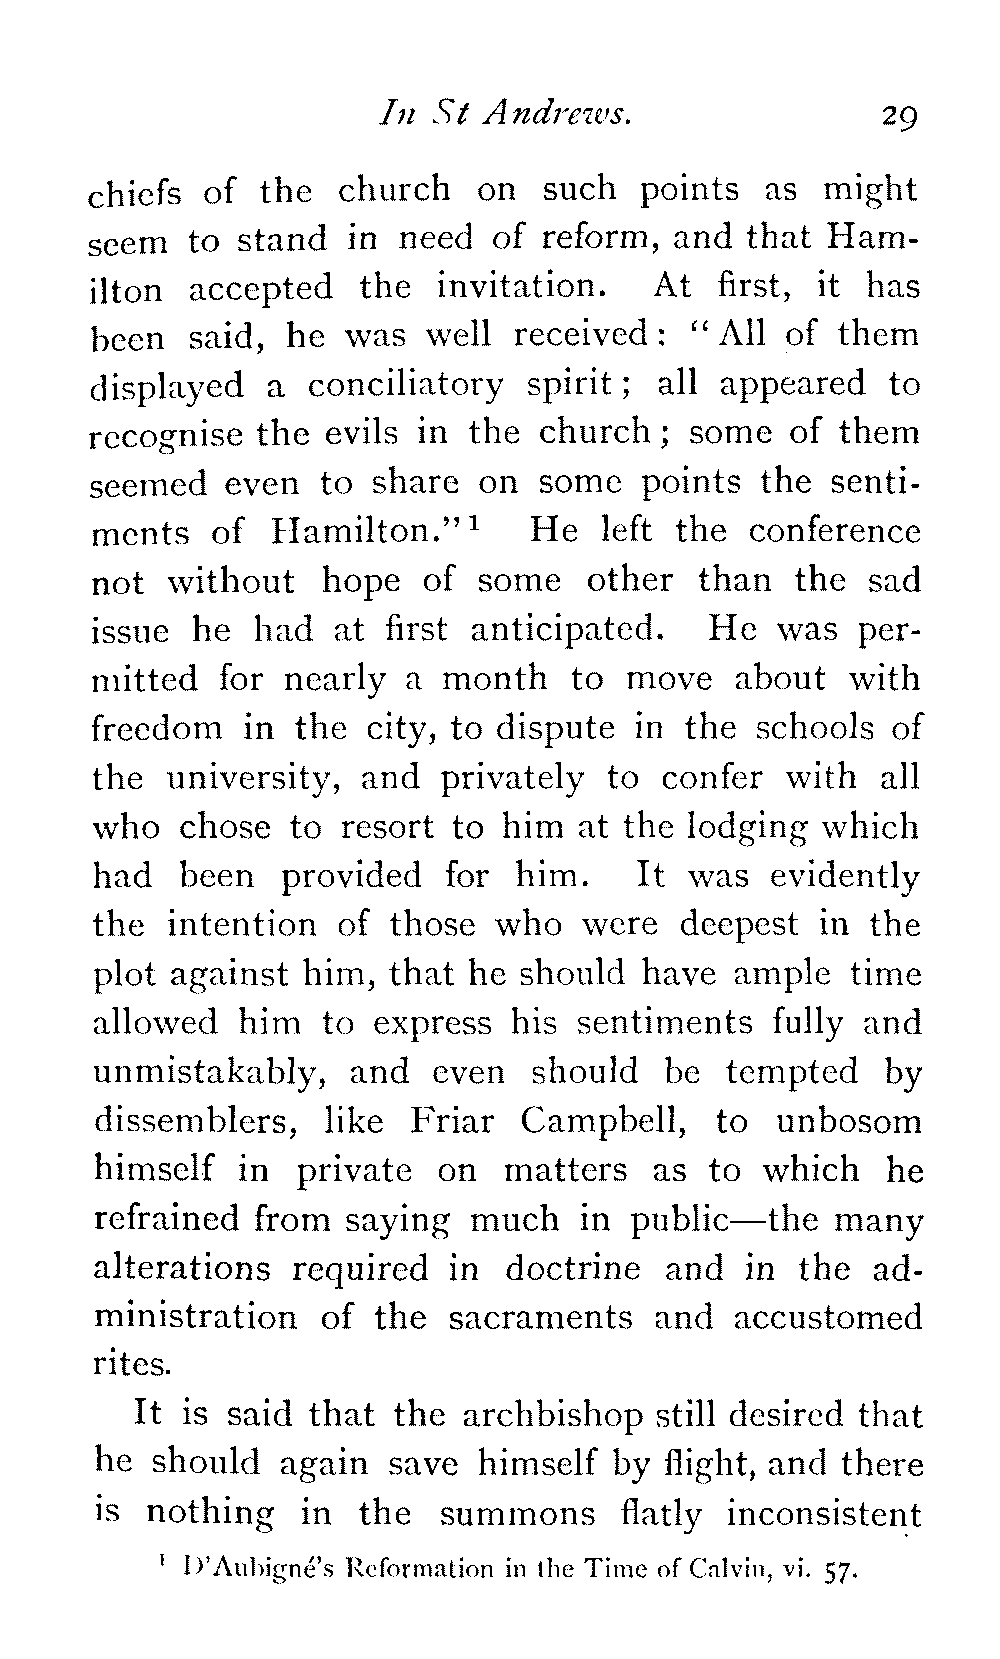 In St Andrews. 29
chiefs of the church on such points as might
seem to stand in need of reform, and that Ham-
ilton accepted the invitation. At first, it has
been said, he was well received: “All of them
displayed a conciliatory spirit; all appeared to
recognise the evils in the church; some of them
seemed even to share on some points the senti-
ments of Hamilton.”¹ He left the conference
not without hope of some other than the sad
issue he had at first anticipated. He was per-
mitted for nearly a month to move about with
freedom in the city, to dispute in the schools of
the university, and privately to confer with all
who chose to resort to him at the lodging which
had been provided for him. It was evidently
the intention of those who were deepest in the
plot against him, that he should have ample time
allowed him to express his sentiments fully and
unmistakably, and even should be tempted by
dissemblers, like Friar Campbell, to unbosom
himself in private on matters as to which he
refrained from saying much in public—the many
alterations required in doctrine and in the ad-
ministration of the sacraments and accustomed
rites.
It is said that the archbishop still desired that
he should again save himself by flight, and there
is nothing in the summons flatly inconsistent
¹ D’Aubigné’s Reformation in the Time of Calvin, vi. 57.